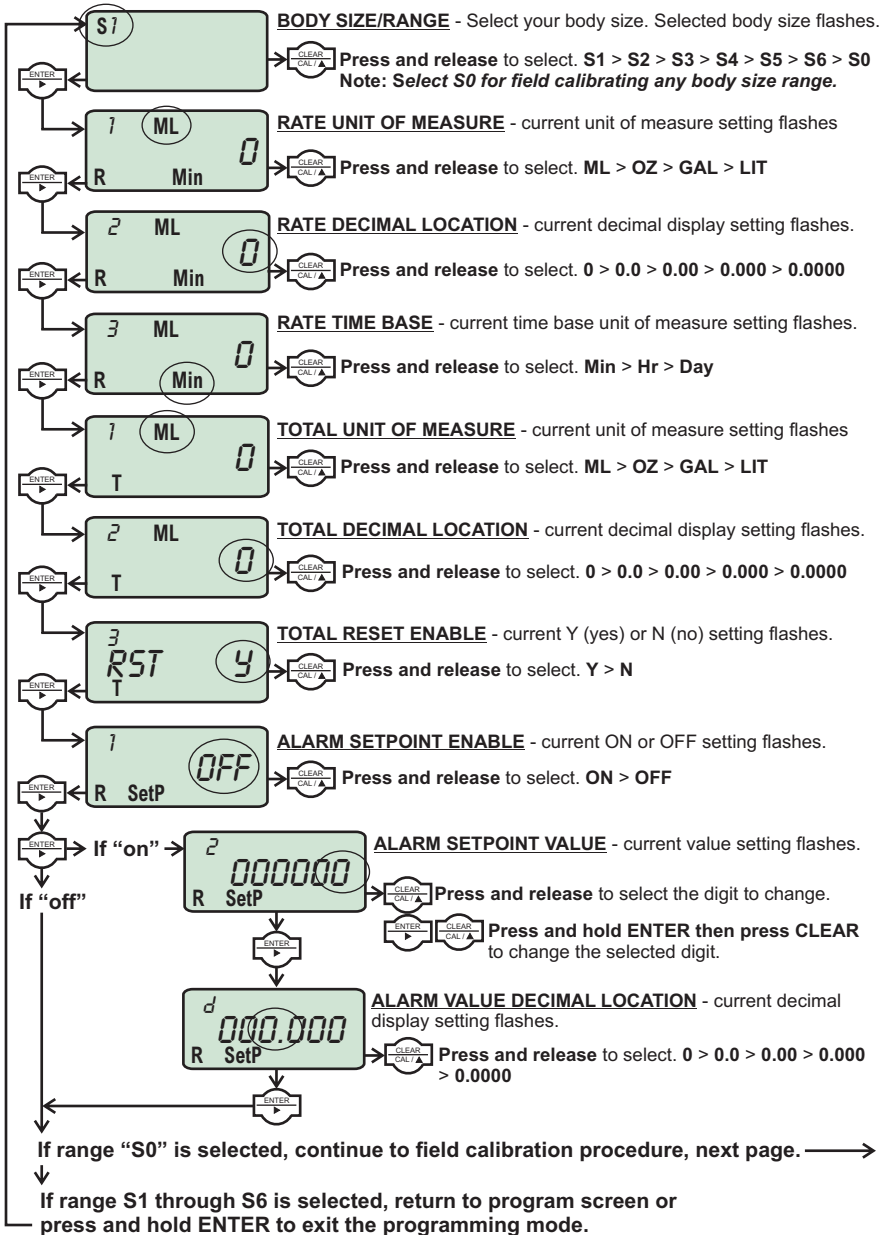 S1
BODY SIZE/RANGE - Select your body size. Selected body size flashes.
CLEAR
CAL / ▲
Press and release to select. S1 > S2 > S3 > S4 > S5 > S6 > S0
Note: Select S0 for field calibrating any body size range.
ENTER
1 ML 0
R Min
RATE UNIT OF MEASURE - current unit of measure setting flashes
CLEAR
CAL / ▲
Press and release to select. ML > OZ > GAL > LIT
ENTER
2 ML 0
R Min
RATE DECIMAL LOCATION - current decimal display setting flashes.
CLEAR
CAL / ▲
Press and release to select. 0 > 0.0 > 0.00 > 0.000 > 0.0000
ENTER
3 ML 0
R Min
RATE TIME BASE - current time base unit of measure setting flashes.
CLEAR
CAL / ▲
Press and release to select. Min > Hr > Day
ENTER
1 ML 0
T
TOTAL UNIT OF MEASURE - current unit of measure setting flashes
CLEAR
CAL / ▲
Press and release to select. ML > OZ > GAL > LIT
ENTER
2 ML 0
T
TOTAL DECIMAL LOCATION - current decimal display setting flashes.
CLEAR
CAL / ▲
Press and release to select. 0 > 0.0 > 0.00 > 0.000 > 0.0000
ENTER
3
RST Y
T
TOTAL RESET ENABLE - current Y (yes) or N (no) setting flashes.
CLEAR
CAL / ▲
Press and release to select. Y > N
ENTER
1 OFF
R SetP
ALARM SETPOINT ENABLE - current ON or OFF setting flashes.
CLEAR
CAL / ▲
Press and release to select. ON > OFF
ENTER
ENTER
If “on”
If “off”
2
000000
R SetP
ALARM SETPOINT VALUE - current value setting flashes.
CLEAR
CAL / ▲
Press and release to select the digit to change.
ENTER
CLEAR
CAL / ▲
Press and hold ENTER then press CLEAR
to change the selected digit.
ENTER
d
000.000
R SetP
ALARM VALUE DECIMAL LOCATION - current decimal
display setting flashes.
CLEAR
CAL / ▲
Press and release to select. 0 > 0.0 > 0.00 > 0.000
> 0.0000
ENTER
If range “S0” is selected, continue to field calibration procedure, next page.
If range S1 through S6 is selected, return to program screen or
press and hold ENTER to exit the programming mode.